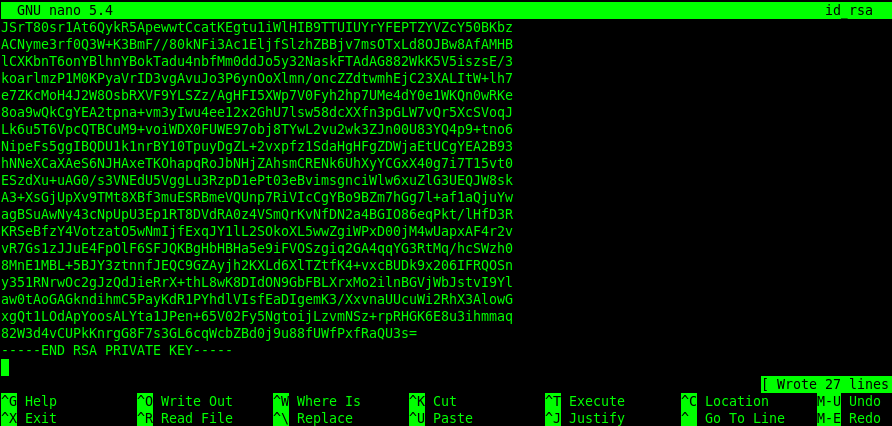 GNU nano 5.4 id_rsa
JSrT80sr1At6QykR5ApewwtCcatKEgtu1iWlHIB9TTUIUYrYFEPTZYVZcY50BKbz
ACNyme3rf0Q3W+K3BmF//80kNFi3Ac1EljfSlzhZBBjv7msOTxLd8OJBw8AfAMHB
lCXKbnT6onYBlhnYBokTadu4nbfMm0ddJo5y32NaskFTAdAG882WkK5V5iszsE/3
koarlmzP1M0KPyaVrID3vgAvuJo3P6ynOoXlmn/oncZZdtwmhEjC23XALItW+lh7
e7ZKcMoH4J2W8OsbRXVF9YLSZz/AgHFI5XWp7V0Fyh2hp7UMe4dY0e1WKQn0wRKe
8oa9wQkCgYEA2tpna+vm3yIwu4ee12x2GhU7lsw58dcXXfn3pGLW7vQr5XcSVoqJ
Lk6u5T6VpcQTBCuM9+voiWDX0FUWE97obj8TYwL2vu2wk3ZJn00U83YQ4p9+tno6
NipeFs5ggIBQDU1k1nrBY10TpuyDgZL+2vxpfz1SdaHgHFgZDWjaEtUCgYEA2B93
hNNeXCaXAeS6NJHAxeTKOhapqRoJbNHjZAhsmCRENk6UhXyYCGxX40g7i7T15vt0
ESzdXu+uAG0/s3VNEdU5VggLu3RzpD1ePt03eBvimsgnciWlw6xuZlG3UEQJW8sk
A3+XsGjUpXv9TMt8XBf3muESRBmeVQUnp7RiVIcCgYBo9BZm7hGg7l+af1aQjuYw
agBSuAwNy43cNpUpU3Ep1RT8DVdRA0z4VSmQrKvNfDN2a4BGIO86eqPkt/lHfD3R
KRSeBfzY4VotzatO5wNmIjfExqJY1lL2SOkoXL5wwZgiWPxD00jM4wUapxAF4r2v
vR7Gs1zJJuE4FpOlF6SFJQKBgHbHBHa5e9iFVOSzgiq2GA4qqYG3RtMq/hcSWzh0
8MnE1MBL+5BJY3ztnnfJEQC9GZAyjh2KXLd6XlTZtfK4+vxcBUDk9x206IFRQOSn
y351RNrwOc2gJzQdJieRrX+thL8wK8DIdON9GbFBLXrxMo2ilnBGVjWbJstvI9Yl
aw0tAoGAGkndihmC5PayKdR1PYhdlVIsfEaDIgemK3/XxvnaUUcuWi2RhX3AlowG
xgQt1LOdApYoosALYta1JPen+65V02Fy5NgtoijLzvmNSz+rpRHGK6E8u3ihmmaq
82W3d4vCUPkKnrgG8F7s3GL6cqWcbZBd0j9u88fUWfPxfRaQU3s=
-----END RSA PRIVATE KEY-----
[ Wrote 27 lines
^G Help ^O Write Out ^W Where Is ^K Cut ^T Execute ^C Location M-U Undo
^X Exit ^R Read File ^\ Replace ^U Paste ^J Justify ^_ Go To Line M-E Redo